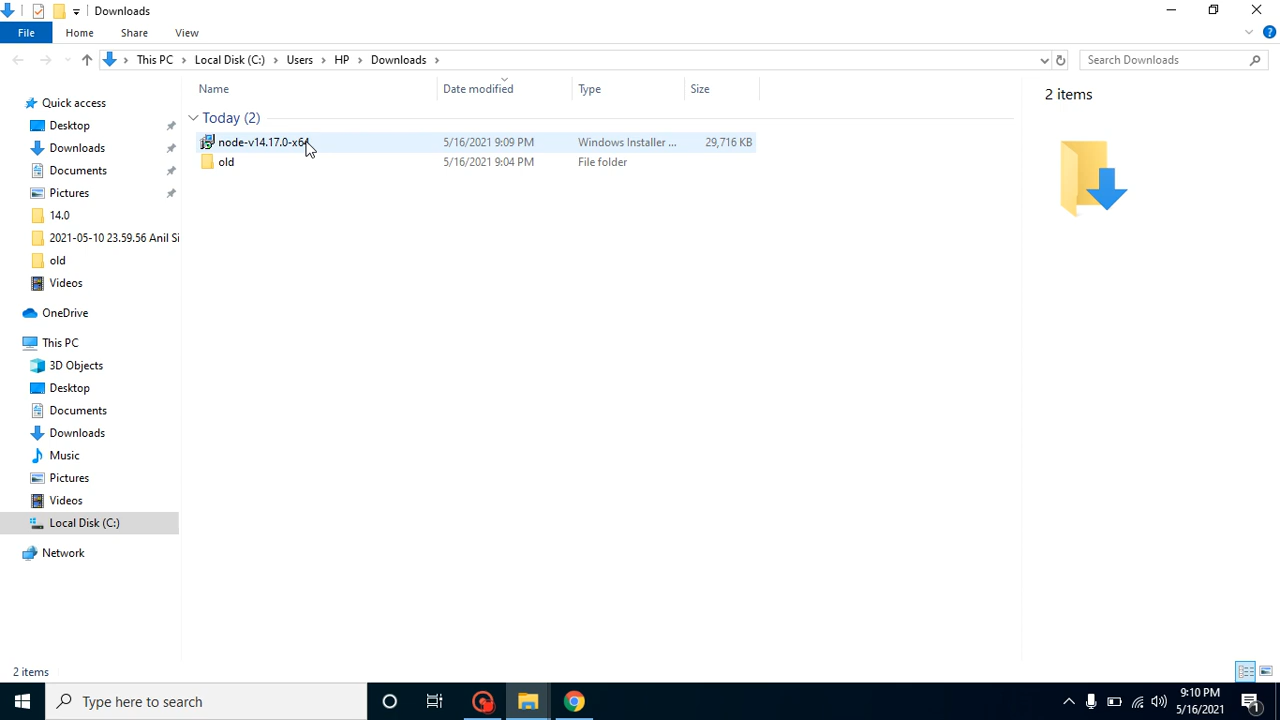 Downloads
File Home Share View
This PC Local Disk (C:) Users HP Downloads Search Downloads
Name Date modified Type Size
Today (2)
node-v14.17.0-x64 5/16/2021 9:09 PM Windows Installer ... 29,716 KB
old 5/16/2021 9:04 PM File folder
2 items
Quick access
Desktop
Downloads
Documents
Pictures
14.0
2021-05-10 23.59.56 Anil Si
old
Videos
OneDrive
This PC
3D Objects
Desktop
Documents
Downloads
Music
Pictures
Videos
Local Disk (C:)
Network
2 items
Type here to search
9:10 PM
5/16/2021
1